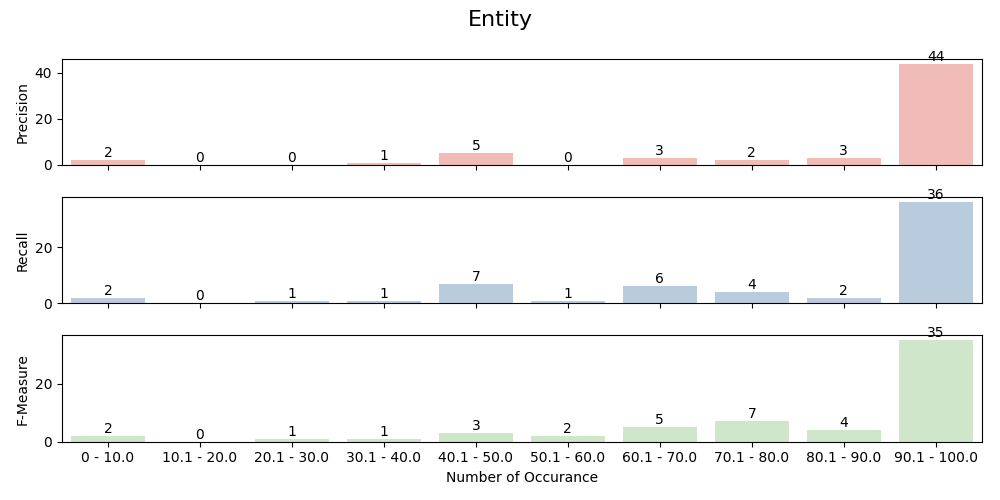 Entity
Precision
40
20
0
2 0 0 1 5 0 3 2 3 44
Recall
20
0
2 0 1 1 7 1 6 4 2 36
F-Measure
20
0
2 0 1 1 3 2 5 7 4 35
0 - 10.0 10.1 - 20.0 20.1 - 30.0 30.1 - 40.0 40.1 - 50.0 50.1 - 60.0 60.1 - 70.0 70.1 - 80.0 80.1 - 90.0 90.1 - 100.0
Number of Occurance